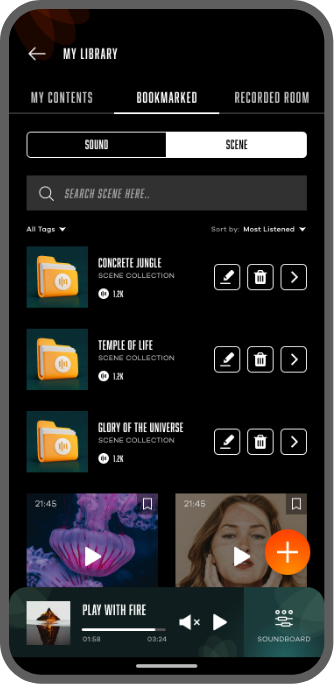 MY LIBRARY
MY CONTENTS BOOKMARKED RECORDED ROOM
SOUND SCENE
SEARCH SCENE HERE..
All Tags Sort by: Most Listened
CONCRETE JUNGLE
SCENE COLLECTION
1.2K
TEMPLE OF LIFE
SCENE COLLECTION
1.2K
GLORY OF THE UNIVERSE
SCENE COLLECTION
1.2K
21:45 21:45
PLAY WITH FIRE
01:58 03:24
SOUNDBOARD